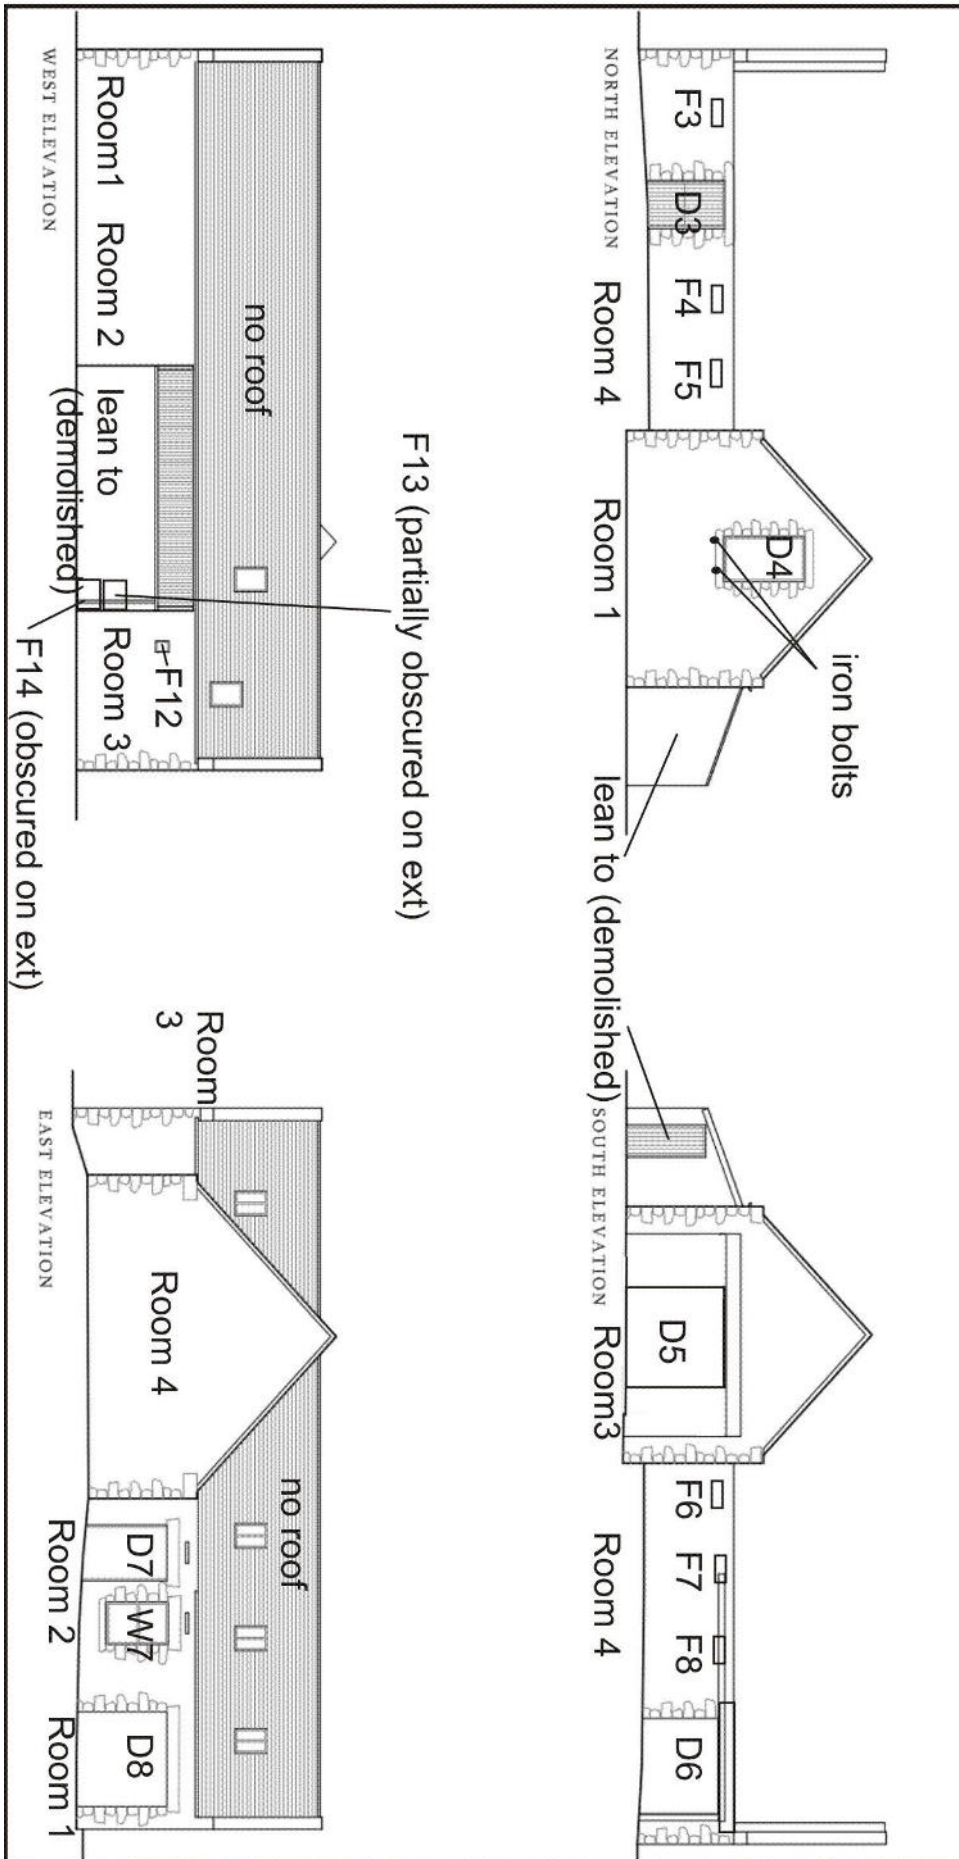 F3
D3
F4
F5
D4
iron bolts
NORTH ELEVATION
Room 4
Room 1
lean to (demolished)
D5
F6
F7
F8
D6
SOUTH ELEVATION
Room3
Room 4
no roof
F13 (partially obscured on ext)
Room1
Room 2
lean to
(demolished)
F12
Room 3
F14 (obscured on ext)
WEST ELEVATION
Room
3
no roof
Room 4
D7
W7
D8
EAST ELEVATION
Room 2
Room 1